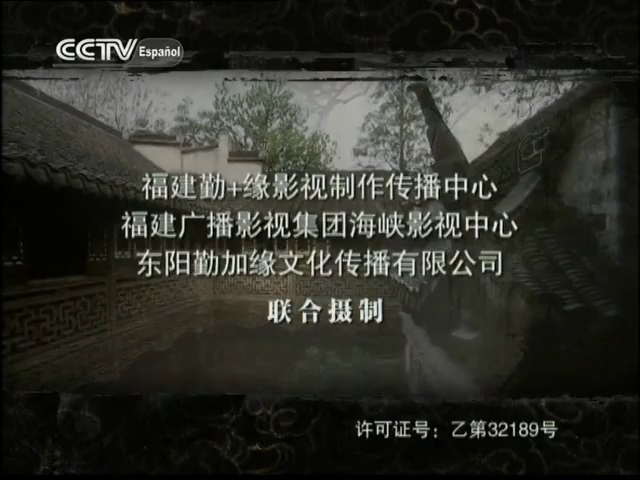 CCTV Español
福建勤+缘影视制作传播中心
福建广播影视集团海峡影视中心
东阳勤加缘文化传播有限公司
联合摄制
许可证号：乙第32189号